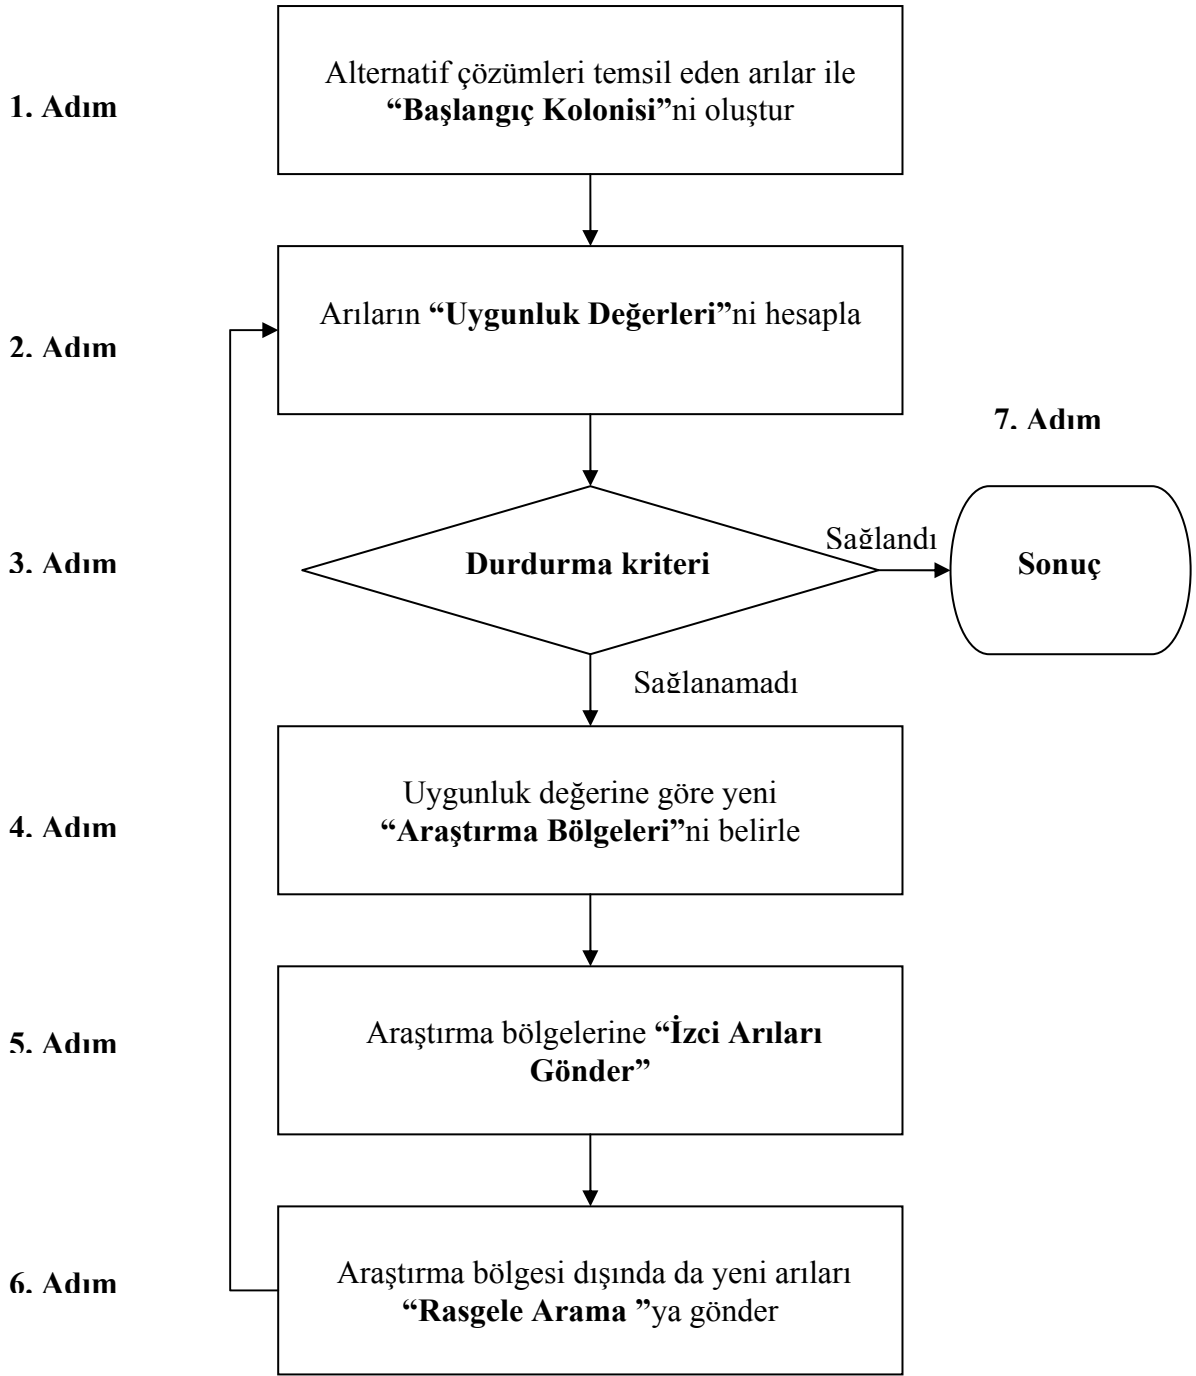 1. Adım
Alternatif çözümleri temsil eden arılar ile
“Başlangıç Kolonisi”ni oluştur
2. Adım
Arıların “Uygunluk Değerleri”ni hesapla
7. Adım
3. Adım
Durdurma kriteri
Sağlandı
Sonuç
Sağlanamadı
4. Adım
Uygunluk değerine göre yeni
“Araştırma Bölgeleri”ni belirle
5. Adım
Araştırma bölgelerine “İzci Arıları
Gönder”
6. Adım
Araştırma bölgesi dışında da yeni arıları
“Rasgele Arama ”ya gönder